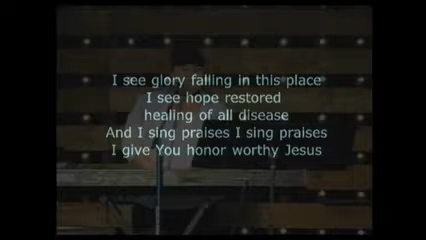 I see glory falling in this place
I see hope restored
healing of all disease
And I sing praises I sing praises
I give You honor worthy Jesus